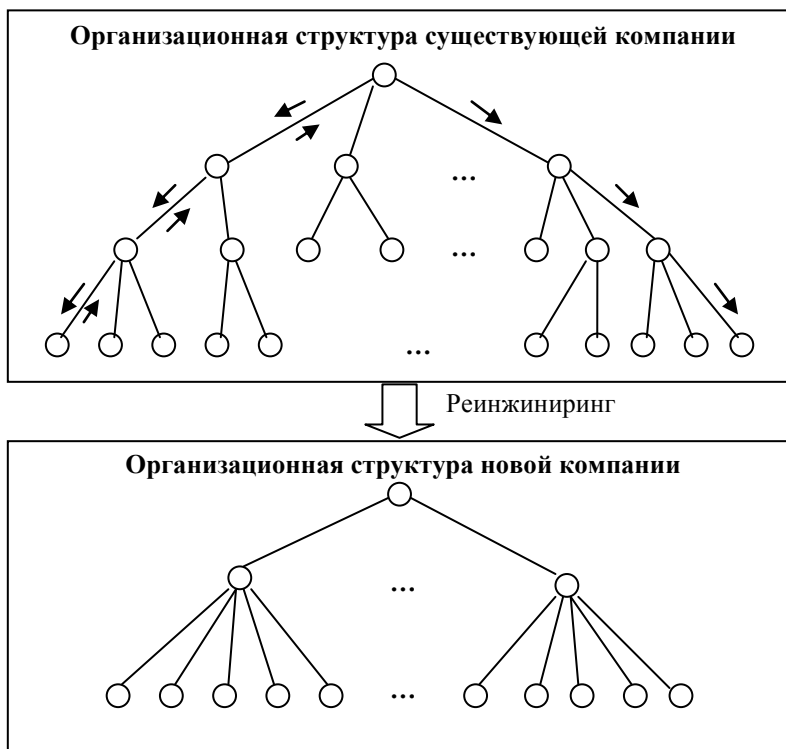 Организационная структура существующей компании
...
...
...
Реинжиниринг
Организационная структура новой компании
...
...